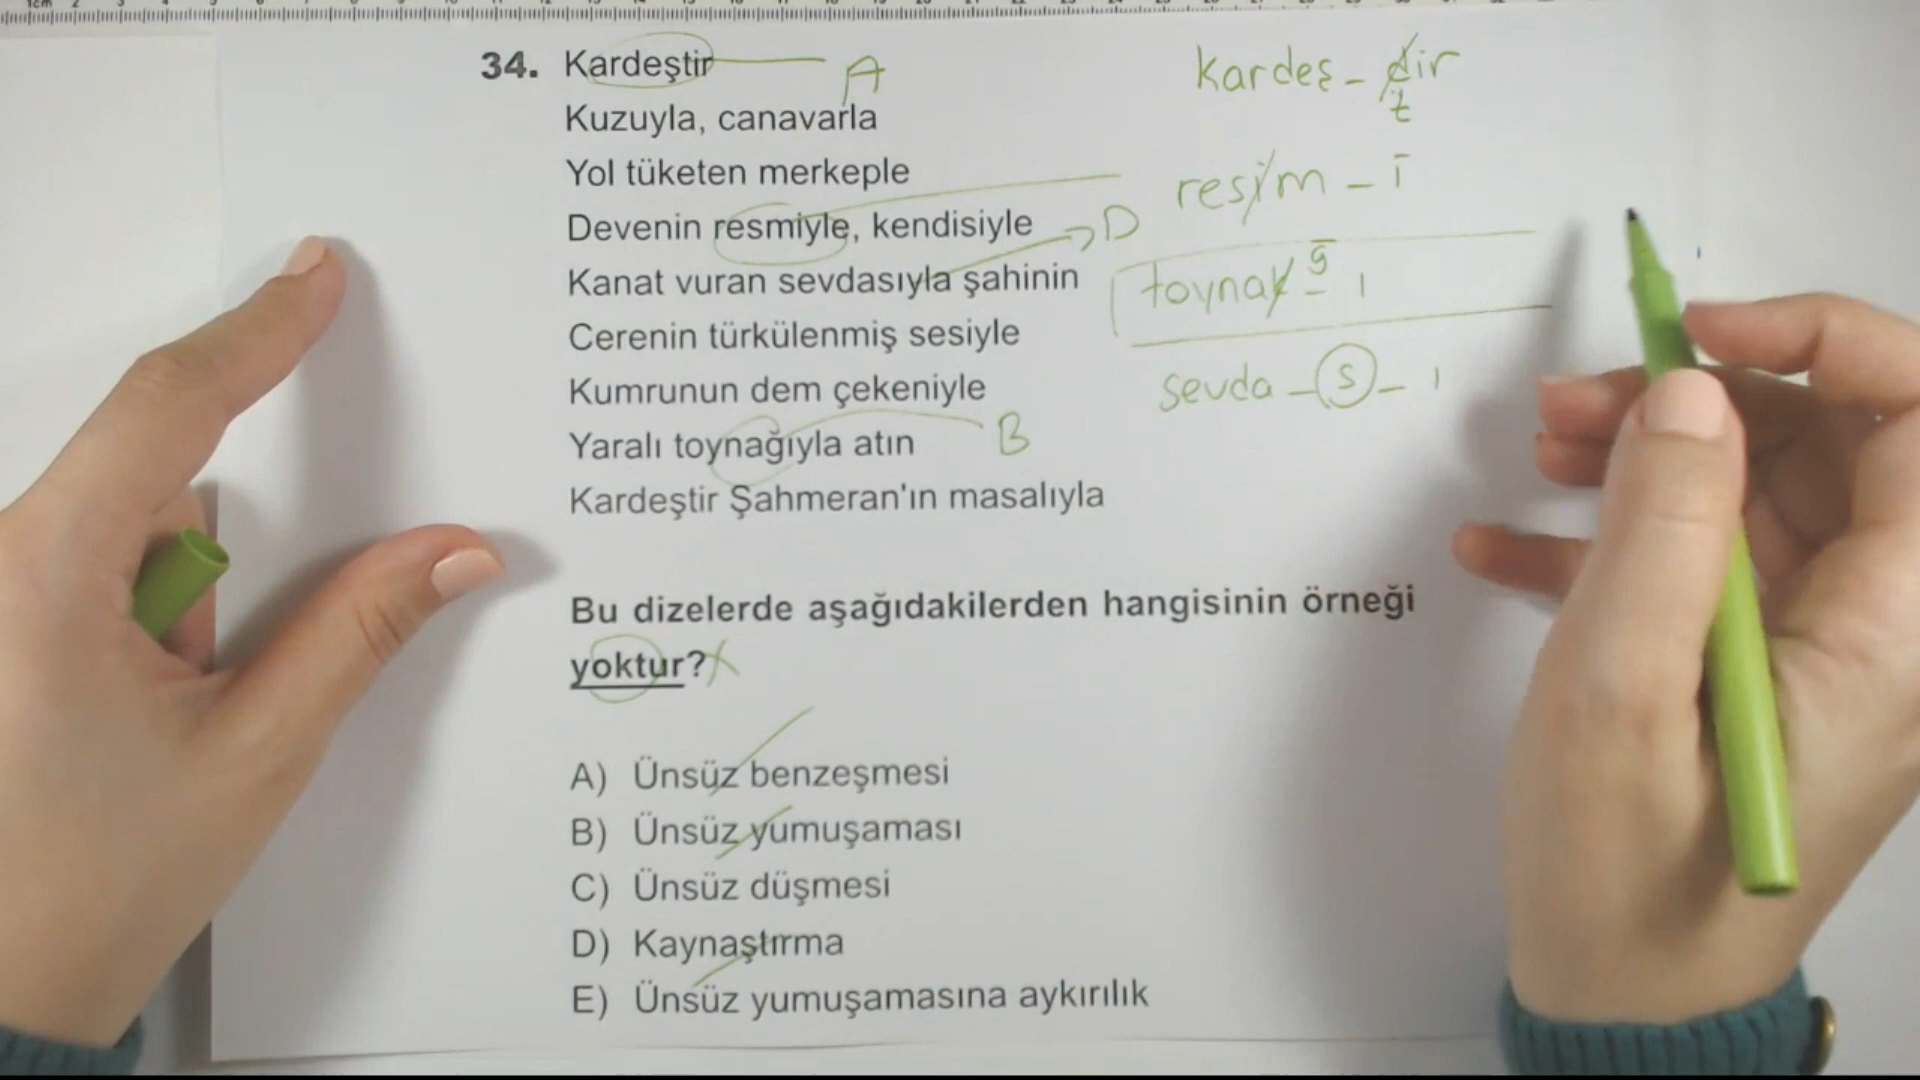 34. Kardeştir
A
Kuzuyla, canavarla
Yol tüketen merkeple
Devenin resmiyle, kendisiyle
D
Kanat vuran sevdasıyla şahinin
Cerenin türkülenmiş sesiyle
Kumrunun dem çekeniyle
Yaralı toynağıyla atın
B
Kardeştir Şahmeran'ın masalıyla
kardeş - dir
t
resim - i
toynak - ı
ğ
sevda - s - ı
Bu dizelerde aşağıdakilerden hangisinin örneği
yoktur?
A) Ünsüz benzeşmesi
B) Ünsüz yumuşaması
C) Ünsüz düşmesi
D) Kaynaştırma
E) Ünsüz yumuşamasına aykırılık